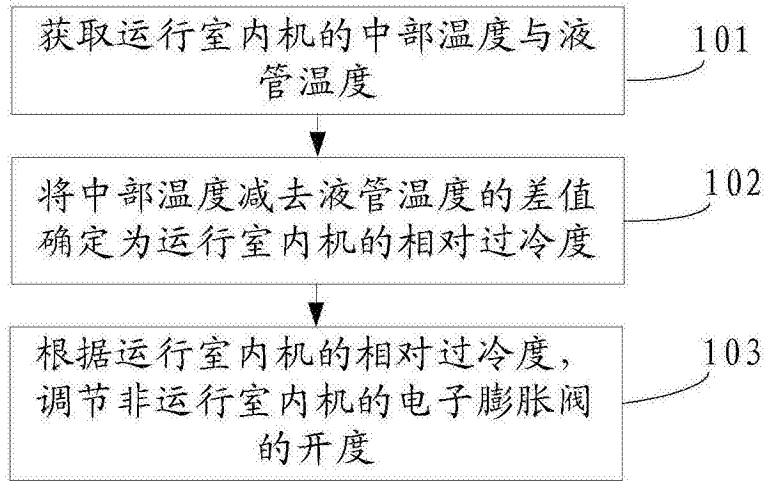 获取运行室内机的中部温度与液
管温度
101
将中部温度减去液管温度的差值
确定为运行室内机的相对过冷度
102
根据运行室内机的相对过冷度，
调节非运行室内机的电子膨胀阀
的开度
103